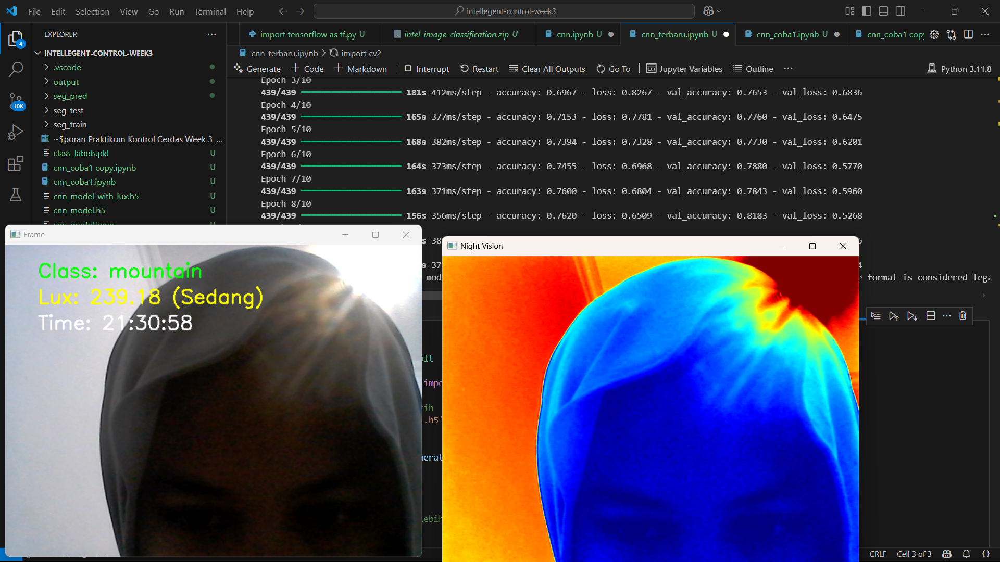 File Edit Selection View Go Run Terminal Help
intellegent-control-week3
EXPLORER
INTELLEGENT-CONTROL-WEEK3
.vscode
output
seg_pred
seg_test
seg_train
~$poran Praktikum Kontrol Cerdas Week 3_...
class_labels.pkl U
cnn_coba1 copy.ipynb U
cnn_coba1.ipynb U
cnn_model_with_lux.h5 U
cnn_model.h5 U
4
10K
import tensorflow as tf.py U
intel-image-classification.zip U
cnn.ipynb U
cnn_terbaru.ipynb U
cnn_coba1.ipynb U
cnn_coba1 copy
cnn_terbaru.ipynb > import cv2
Generate Code Markdown Interrupt Restart Clear All Outputs Go To Jupyter Variables Outline ... Python 3.11.8
Epoch 3/10
439/439 181s 412ms/step - accuracy: 0.6967 - loss: 0.8267 - val_accuracy: 0.7653 - val_loss: 0.6836
Epoch 4/10
439/439 165s 377ms/step - accuracy: 0.7153 - loss: 0.7781 - val_accuracy: 0.7760 - val_loss: 0.6475
Epoch 5/10
439/439 168s 382ms/step - accuracy: 0.7394 - loss: 0.7328 - val_accuracy: 0.7730 - val_loss: 0.6201
Epoch 6/10
439/439 164s 373ms/step - accuracy: 0.7455 - loss: 0.6968 - val_accuracy: 0.7880 - val_loss: 0.5770
Epoch 7/10
439/439 163s 371ms/step - accuracy: 0.7600 - loss: 0.6804 - val_accuracy: 0.7843 - val_loss: 0.5960
Epoch 8/10
439/439 156s 356ms/step - accuracy: 0.7620 - loss: 0.6509 - val_accuracy: 0.8183 - val_loss: 0.5268
format is considered lega
Frame
Class: mountain
Lux: 239.18 (Sedang)
Time: 21:30:58
Night Vision
CRLF Cell 3 of 3